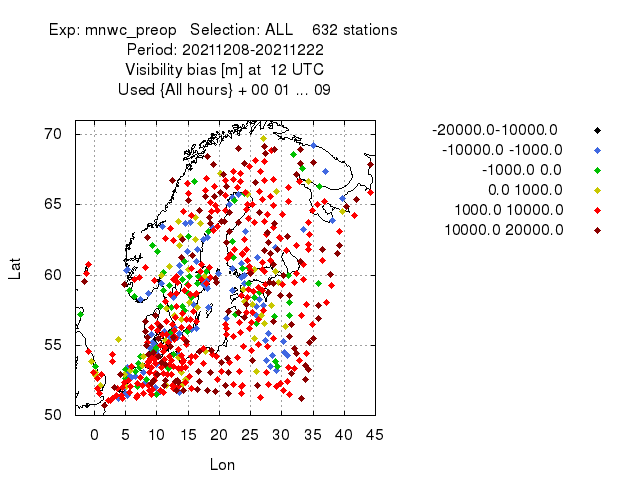 Exp: mnwc_preop   Selection: ALL    632 stations
Period: 20211208-20211222
Visibility bias [m] at  12 UTC
Used {All hours} + 00 01 ... 09
-20000.0-10000.0
-10000.0 -1000.0
-1000.0 0.0
0.0 1000.0
1000.0 10000.0
10000.0 20000.0
70
65
60
55
50
Lat
0 5 10 15 20 25 30 35 40 45
Lon